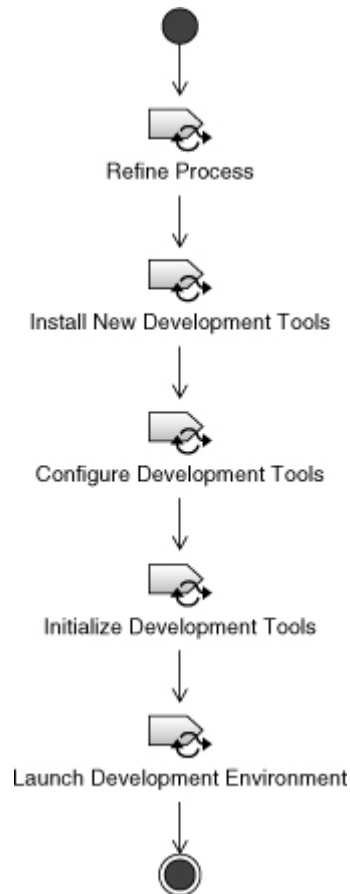 Refine Process
Install New Development Tools
Configure Development Tools
Initialize Development Tools
Launch Development Environment